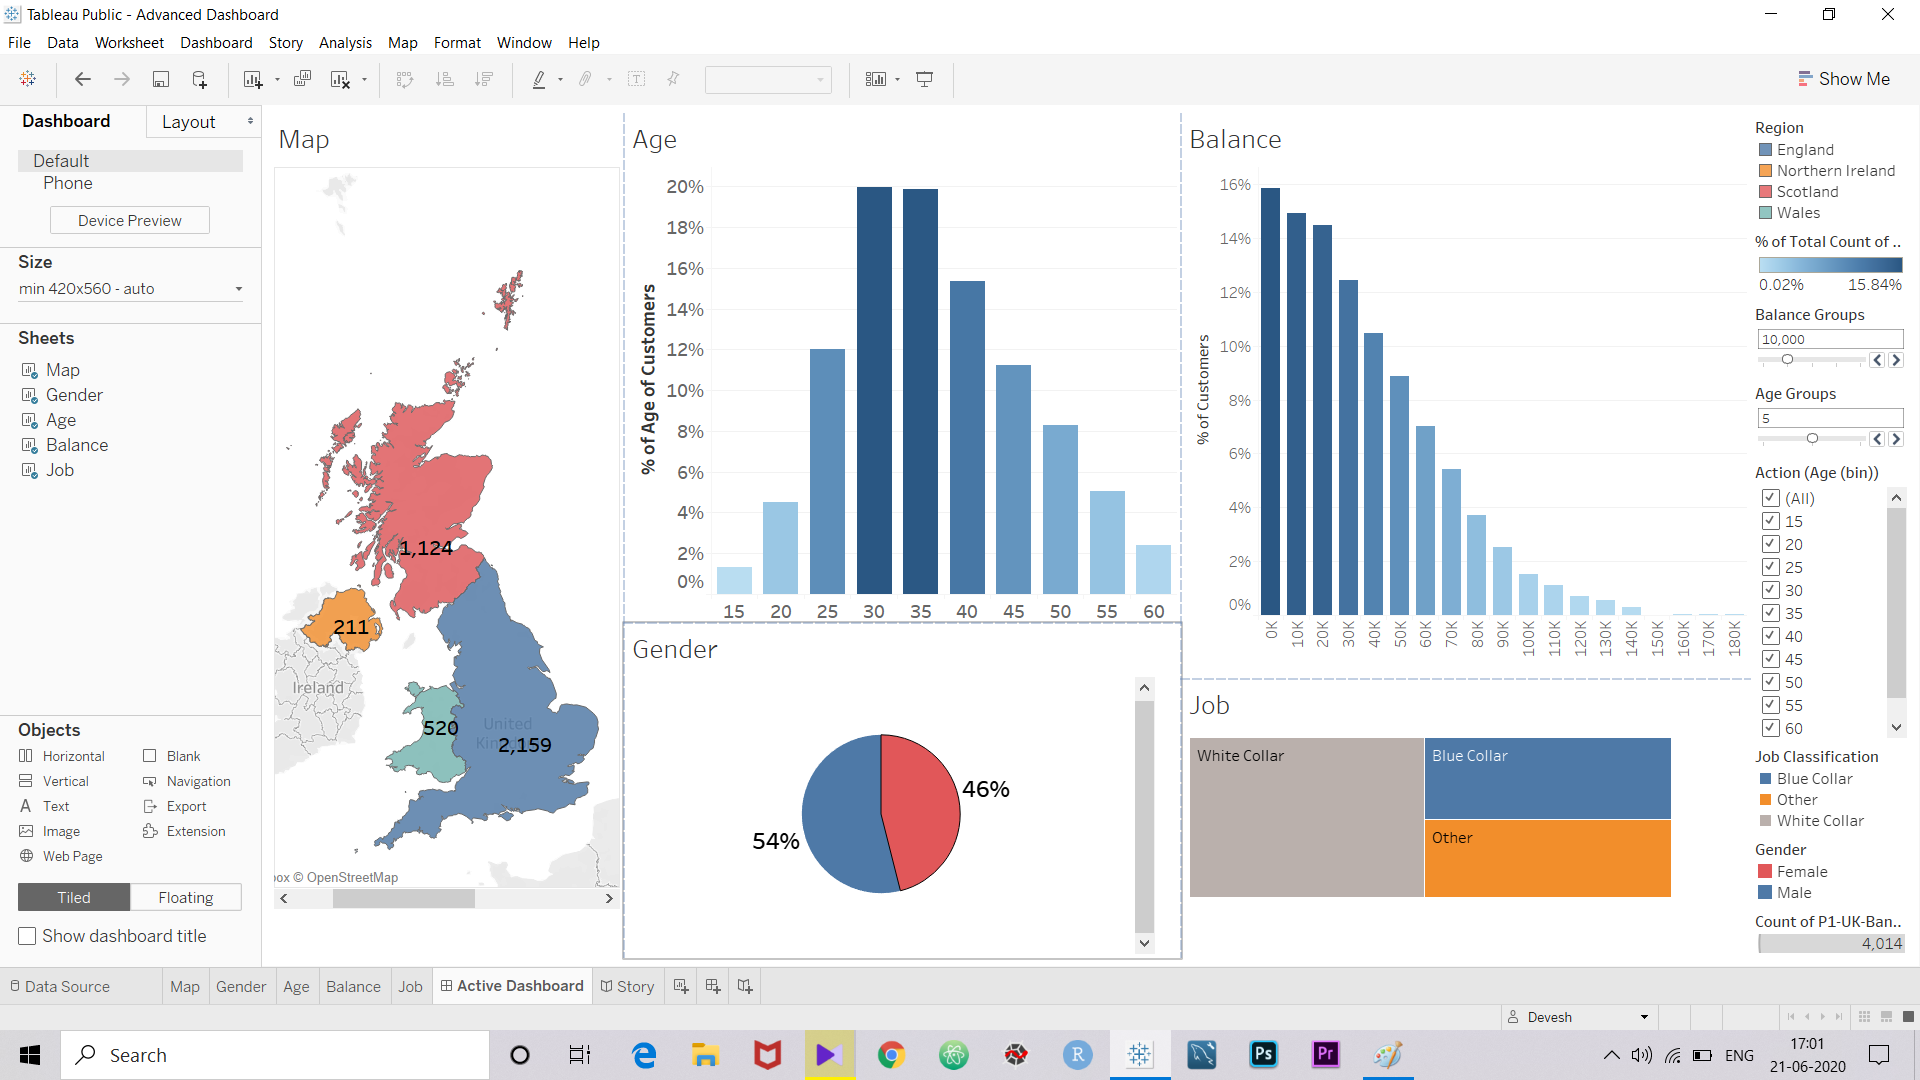 Tableau Public - Advanced Dashboard
File Data Worksheet Dashboard Story Analysis Map Format Window Help
Show Me
Dashboard Layout
Default
Phone
Device Preview
Size
min 420x560 - auto
Sheets
Map
Gender
Age
Balance
Job
Objects
Horizontal Blank
Vertical Navigation
Text Export
Image Extension
Web Page
Tiled Floating
Show dashboard title
Map
1,124
211
Ireland
520
United
2,159
ox © OpenStreetMap
Age
% of Age of Customers
20%
18%
16%
14%
12%
10%
8%
6%
4%
2%
0%
15 20 25 30 35 40 45 50 55 60
Gender
46%
54%
Balance
% of Customers
16%
14%
12%
10%
8%
6%
4%
2%
0%
0K 10K 20K 30K 40K 50K 60K 70K 80K 90K 100K 110K 120K 130K 140K 150K 160K 170K 180K
Job
White Collar
Blue Collar
Other
Region
England
Northern Ireland
Scotland
Wales
% of Total Count of ..
0.02% 15.84%
Balance Groups
10,000
Age Groups
5
Action (Age (bin))
(All)
15
20
25
30
35
40
45
50
55
60
Job Classification
Blue Collar
Other
White Collar
Gender
Female
Male
Count of P1-UK-Ban..
4,014
Data Source Map Gender Age Balance Job Active Dashboard Story
Devesh
Search
R
Ps
Pr
ENG
17:01
21-06-2020